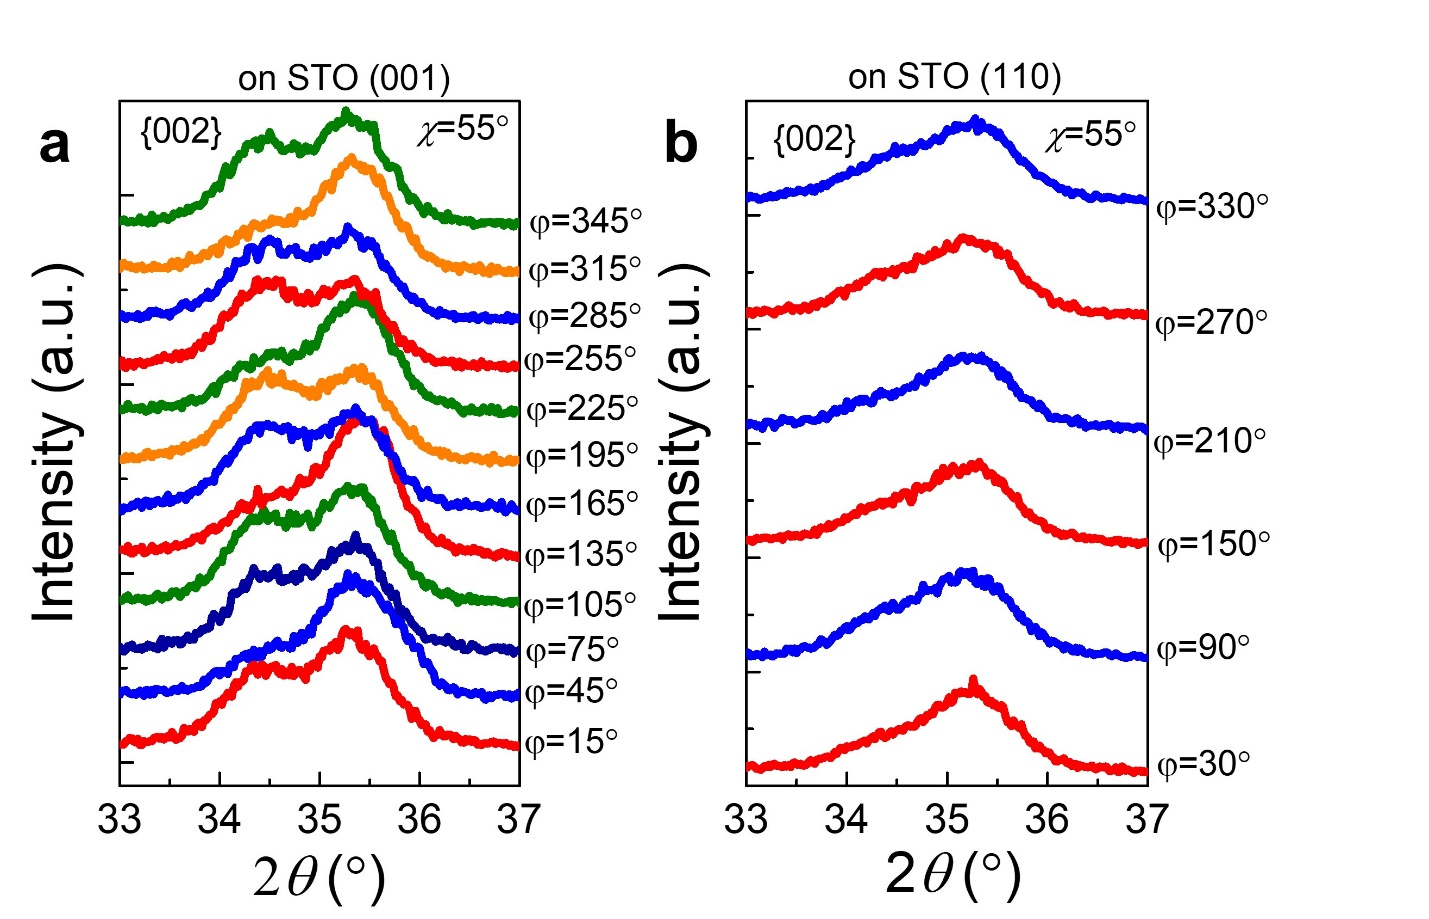 on STO (001)
a
{002}
χ=55°
φ=345°
φ=315°
φ=285°
φ=255°
φ=225°
φ=195°
φ=165°
φ=135°
φ=105°
φ=75°
φ=45°
φ=15°
Intensity (a.u.)
33 34 35 36 37
2θ (°)
on STO (110)
b
{002}
χ=55°
φ=330°
φ=270°
φ=210°
φ=150°
φ=90°
φ=30°
Intensity (a.u.)
33 34 35 36 37
2θ (°)